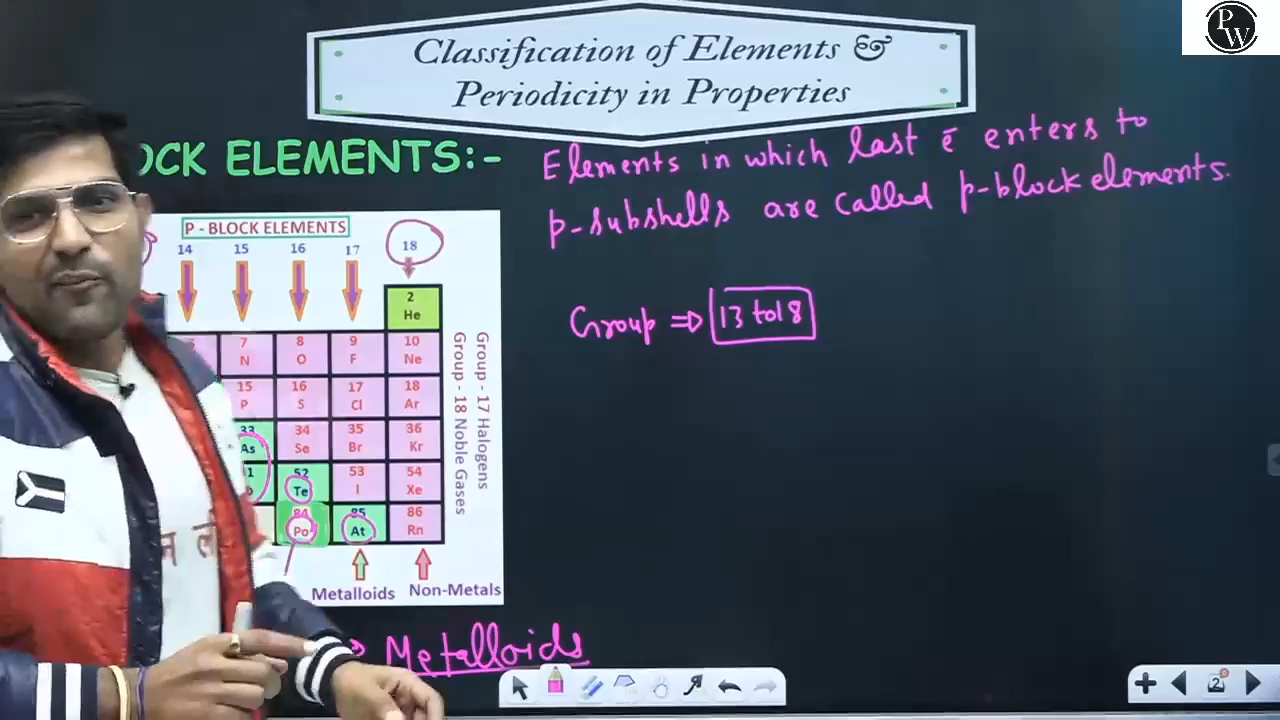 PW
Classification of Elements &
Periodicity in Properties
OCK ELEMENTS:-
Elements in which last ē enters to
p-subshells are called p-block elements.
P - BLOCK ELEMENTS
14 15 16 17 18
2
He
7 8 9 10
N O F Ne
15 16 17 18
P S Cl Ar
33 34 35 36
As Se Br Kr
52 53 54
Te I Xe
84 85 86
Po At Rn
Group - 17 Halogens
Group - 18 Noble Gases
Metalloids Non-Metals
Group ⇒ 13 to 18
Metalloids
2